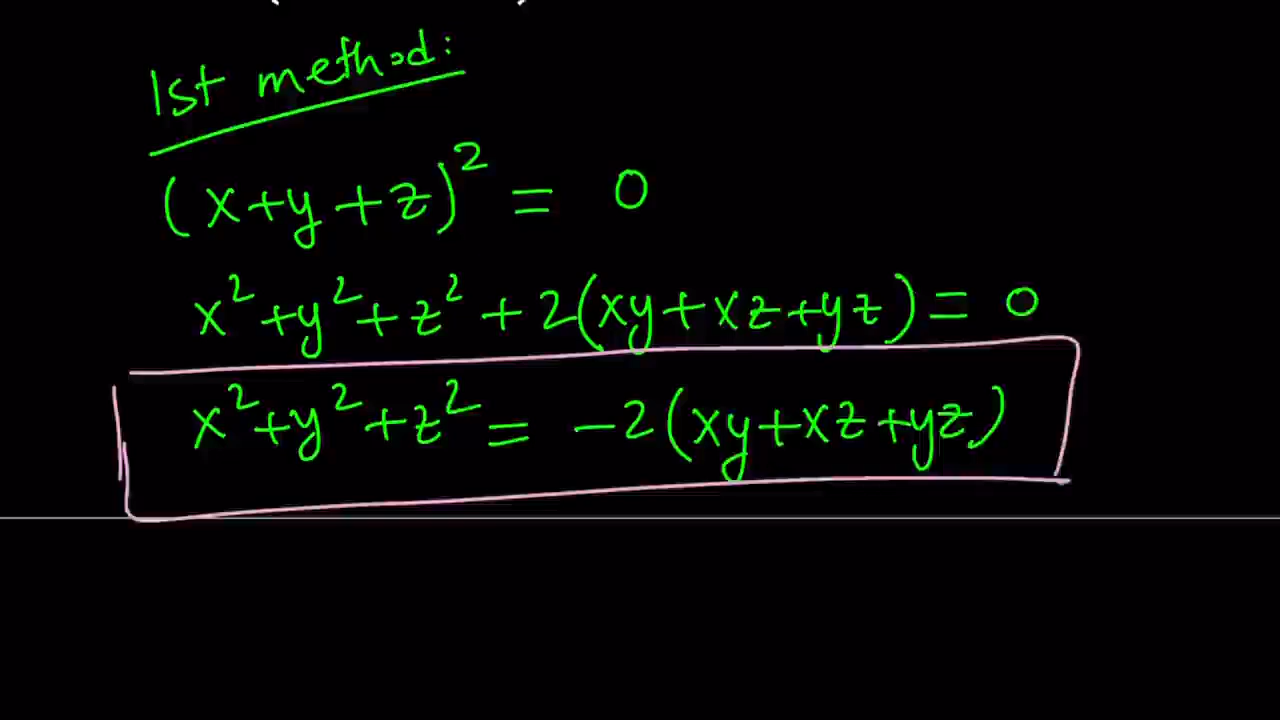 1st method:
(x+y+z)² = 0
x²+y²+z²+2(xy+xz+yz)=0
x²+y²+z² = -2(xy+xz+yz)